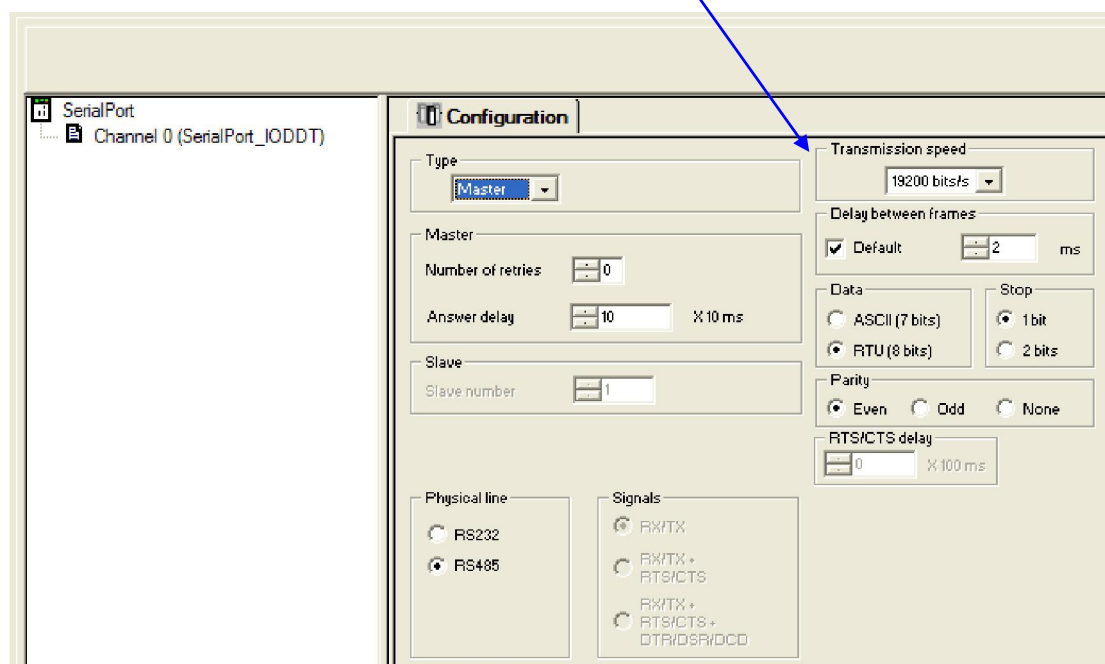 SerialPort
Channel 0 (SerialPort_IODDT)
Configuration
Type
Master
Master
Number of retries 0
Answer delay 10 X 10 ms
Slave
Slave number 1
Physical line
RS232
RS485
Signals
RX/TX
RX/TX +
RTS/CTS
RX/TX +
RTS/CTS +
DTR/DSR/DCD
Transmission speed
19200 bits/s
Delay between frames
Default 2 ms
Data
ASCII (7 bits)
RTU (8 bits)
Stop
1 bit
2 bits
Parity
Even Odd None
RTS/CTS delay
0 X 100 ms